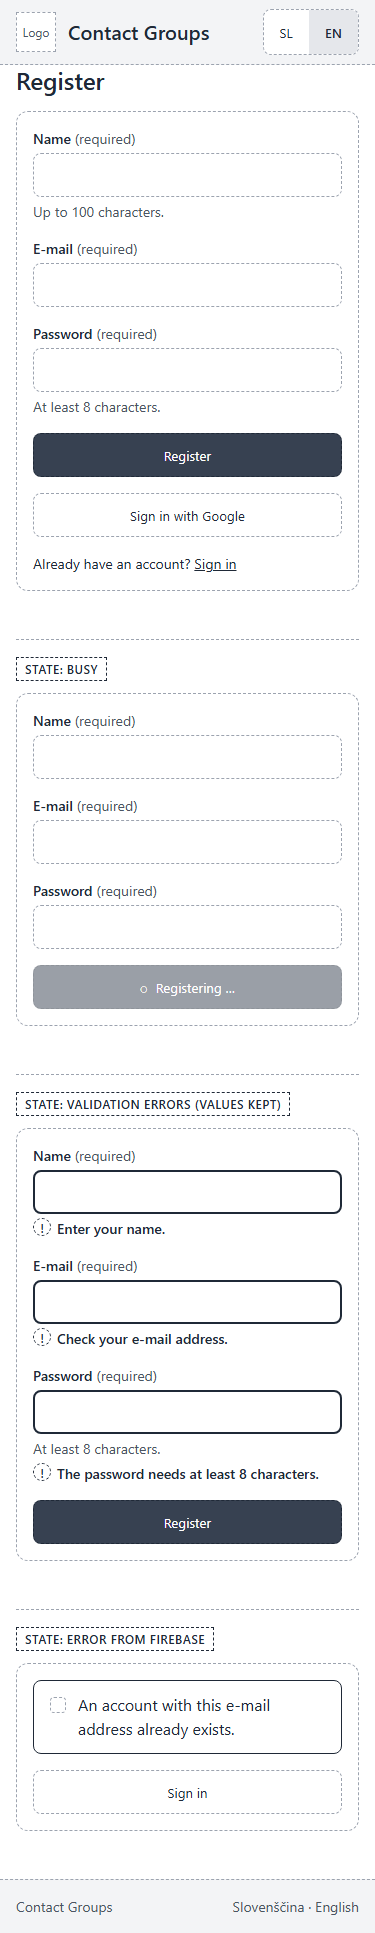 Logo
Contact Groups
SL
EN
Register
Name (required)
Up to 100 characters.
E-mail (required)
Password (required)
At least 8 characters.
Register
Sign in with Google
Already have an account? Sign in
STATE: BUSY
Name (required)
E-mail (required)
Password (required)
Registering ...
STATE: VALIDATION ERRORS (VALUES KEPT)
Name (required)
! Enter your name.
E-mail (required)
! Check your e-mail address.
Password (required)
At least 8 characters.
! The password needs at least 8 characters.
Register
STATE: ERROR FROM FIREBASE
An account with this e-mail
address already exists.
Sign in
Contact Groups
Slovenščina · English